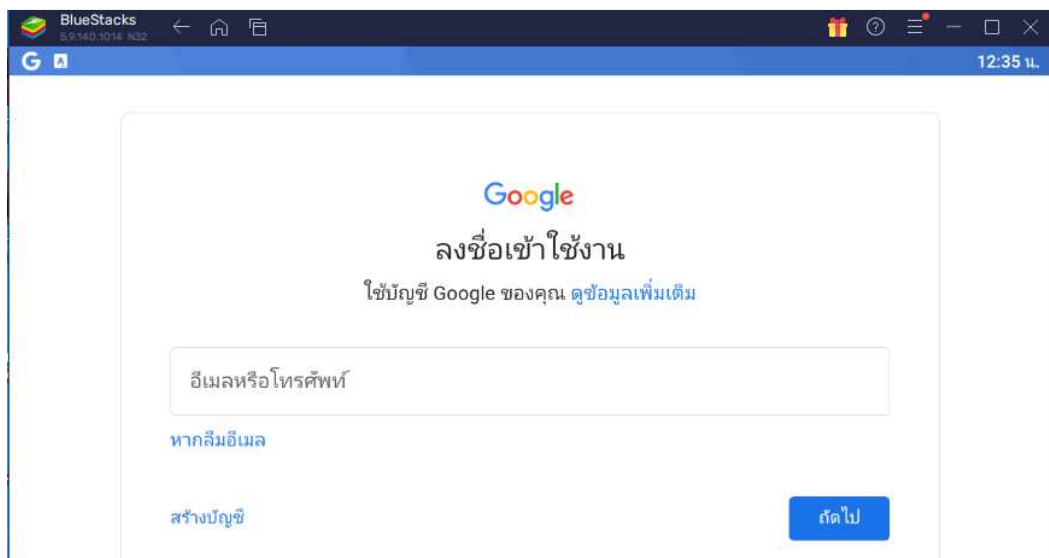 BlueStacks
5.9.140.1014 N32
G A 12:35 น.
Google
ลงชื่อเข้าใช้งาน
ใช้บัญชี Google ของคุณ ดูข้อมูลเพิ่มเติม
อีเมลหรือโทรศัพท์
หากลืมอีเมล
สร้างบัญชี ถัดไป